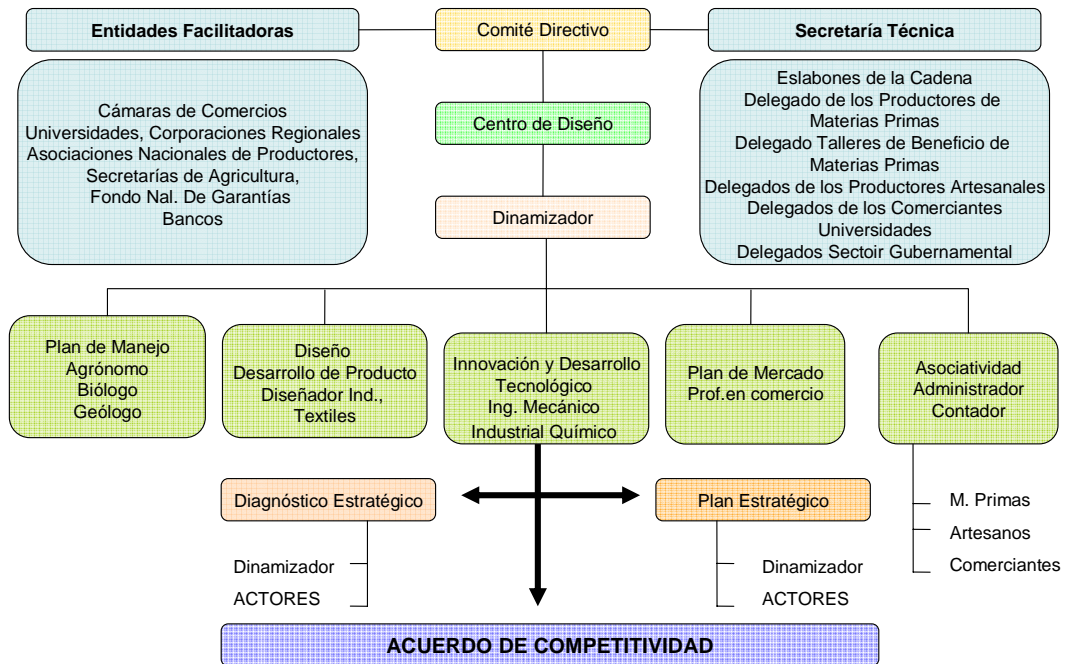 Entidades Facilitadoras
Comité Directivo
Secretaría Técnica
Cámaras de Comercios
Universidades, Corporaciones Regionales
Asociaciones Nacionales de Productores,
Secretarías de Agricultura,
Fondo Nal. De Garantías
Bancos
Centro de Diseño
Dinamizador
Eslabones de la Cadena
Delegado de los Productores de
Materias Primas
Delegado Talleres de Beneficio de
Materias Primas
Delegados de los Productores Artesanales
Delegados de los Comerciantes
Universidades
Delegados Sectoir Gubernamental
Plan de Manejo
Agrónomo
Biólogo
Geólogo
Diseño
Desarrollo de Producto
Diseñador Ind.,
Textiles
Innovación y Desarrollo
Tecnológico
Ing. Mecánico
Industrial Químico
Plan de Mercado
Prof.en comercio
Asociatividad
Administrador
Contador
Diagnóstico Estratégico
Dinamizador
ACTORES
Plan Estratégico
Dinamizador
ACTORES
M. Primas
Artesanos
Comerciantes
ACUERDO DE COMPETITIVIDAD